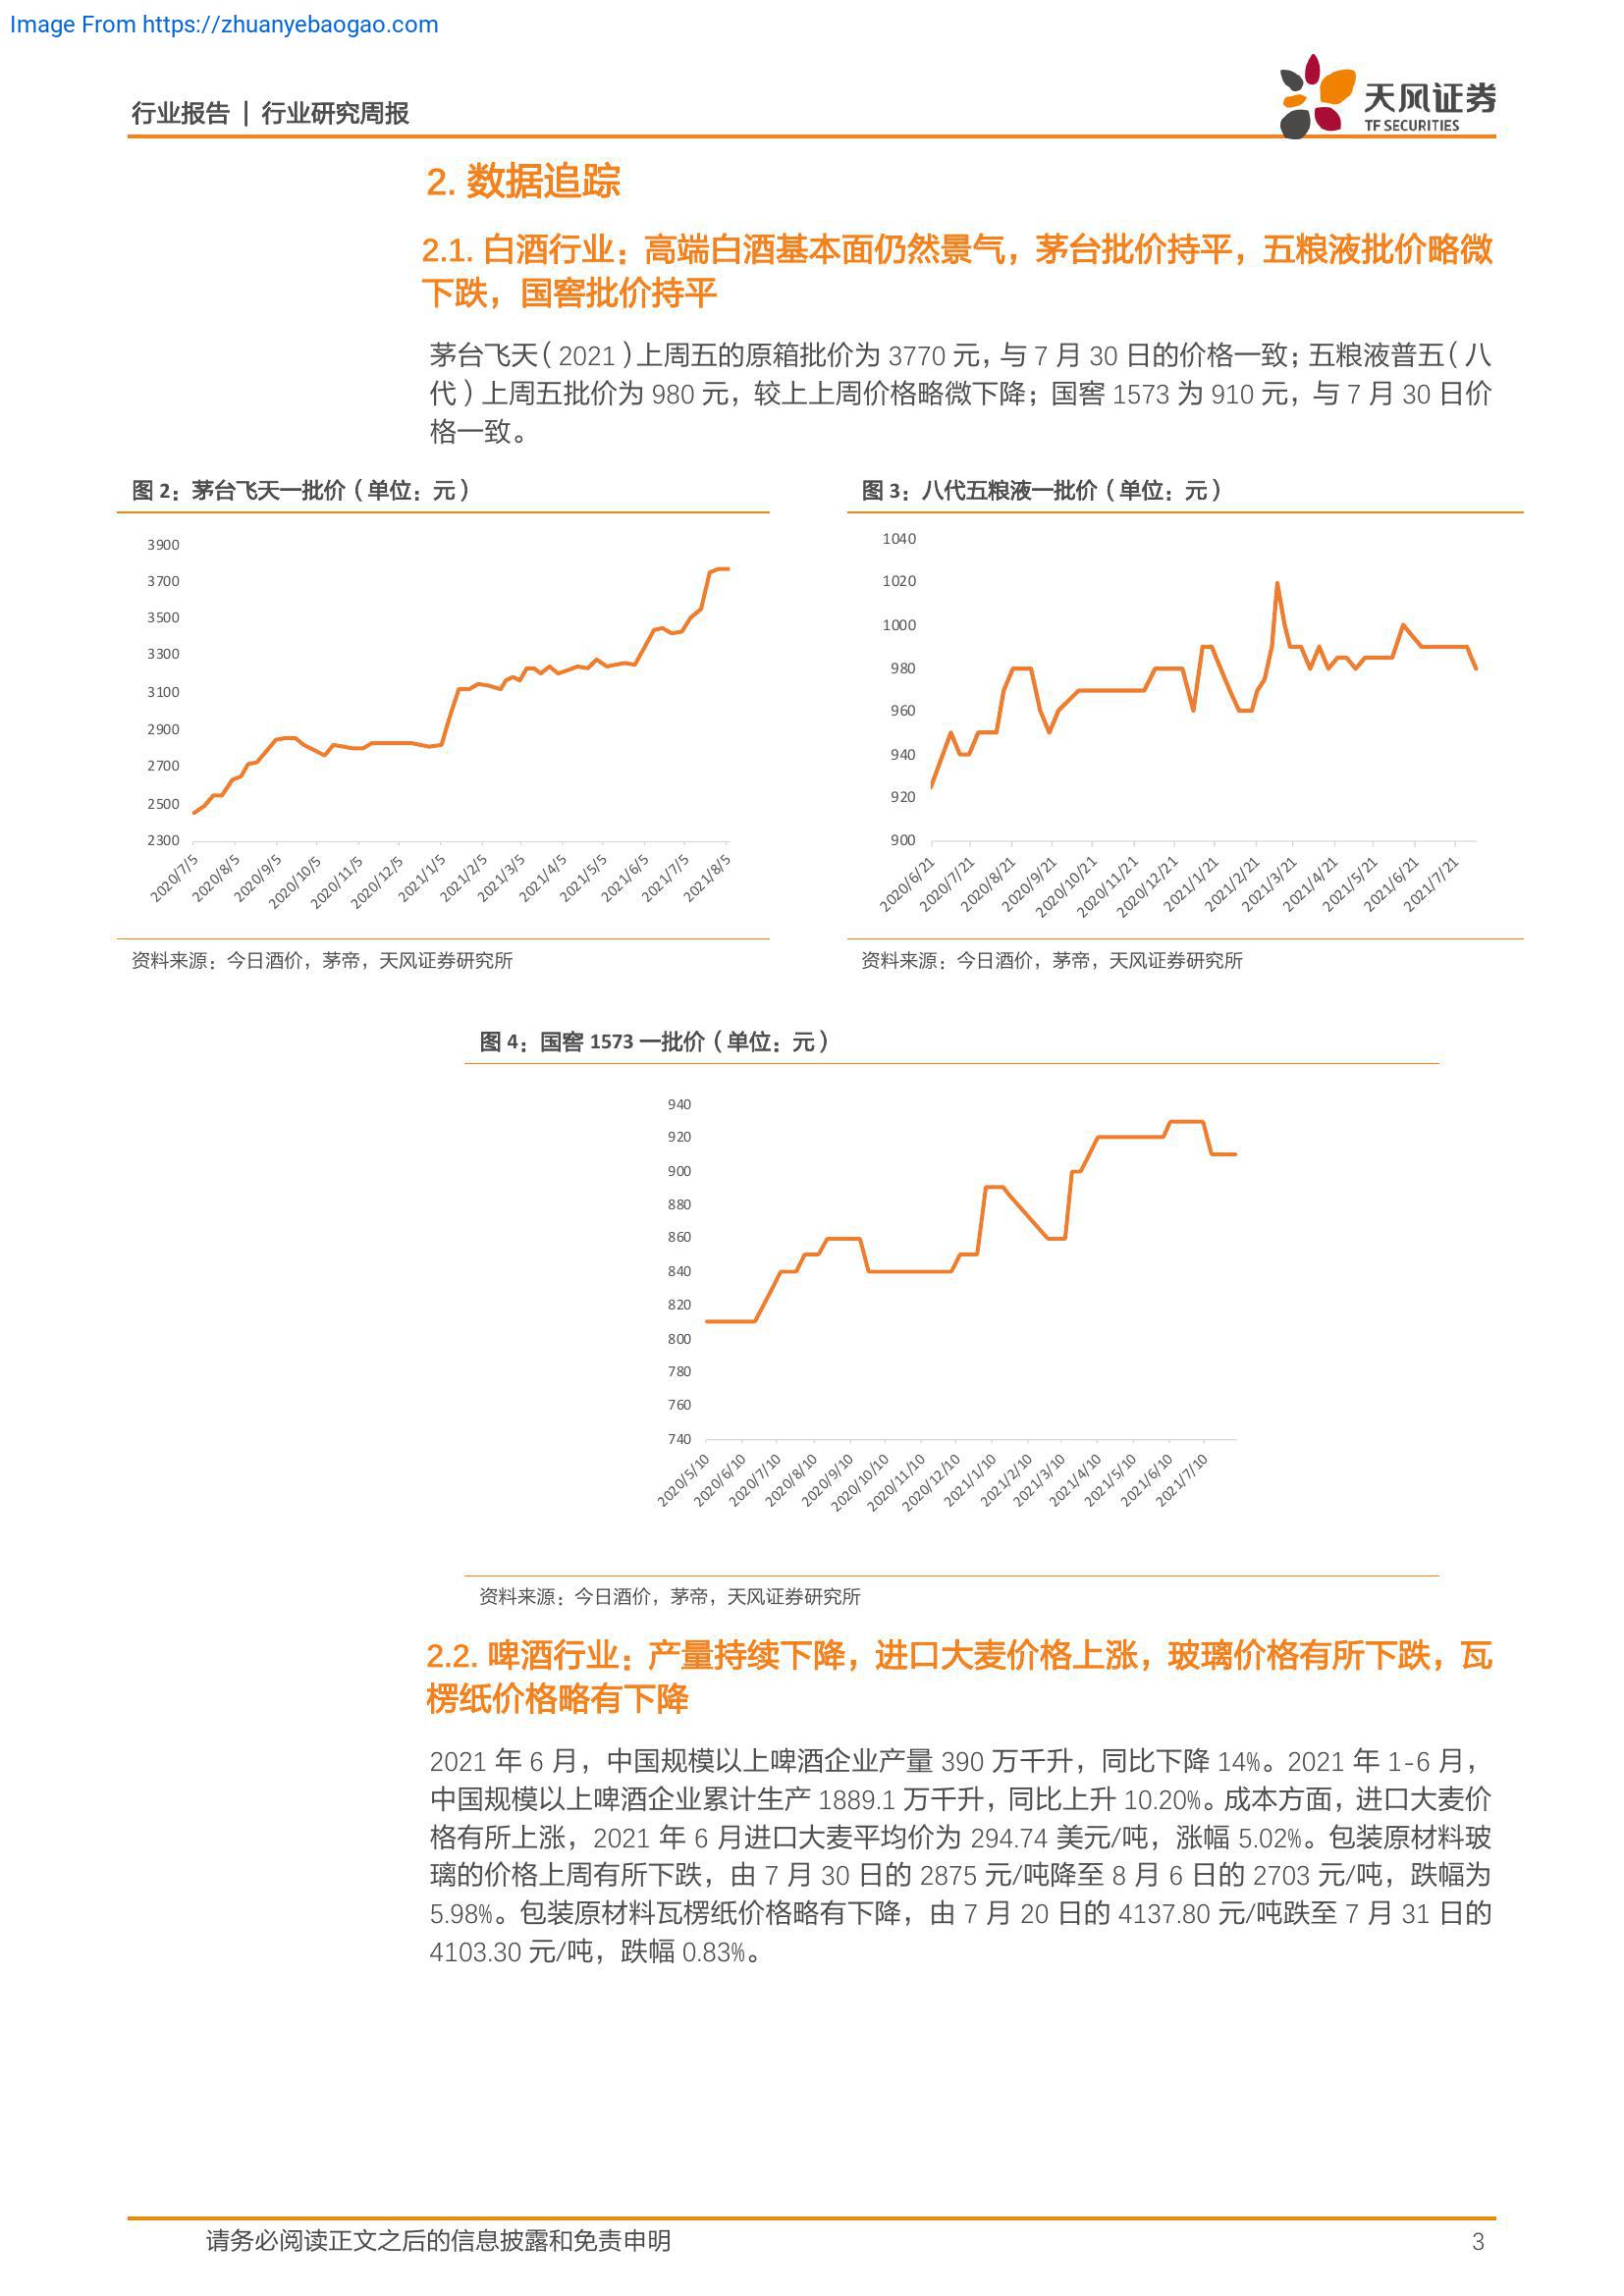 Image From https://zhuanyebaogao.com
行业报告 | 行业研究周报
天风证券
TF SECURITIES
2. 数据追踪
2.1. 白酒行业：高端白酒基本面仍然景气，茅台批价持平，五粮液批价略微
下跌，国窖批价持平
茅台飞天（2021）上周五的原箱批价为 3770 元，与 7 月 30 日的价格一致；五粮液普五（八
代）上周五批价为 980 元，较上上周价格略微下降；国窖 1573 为 910 元，与 7 月 30 日价
格一致。
图 2：茅台飞天一批价（单位：元）
3900
3700
3500
3300
3100
2900
2700
2500
2300
2020/7/5
2020/8/5
2020/9/5
2020/10/5
2020/11/5
2020/12/5
2021/1/5
2021/2/5
2021/3/5
2021/4/5
2021/5/5
2021/6/5
2021/7/5
2021/8/5
资料来源：今日酒价，茅帝，天风证券研究所
图 3：八代五粮液一批价（单位：元）
1040
1020
1000
980
960
940
920
900
2020/6/21
2020/7/21
2020/8/21
2020/9/21
2020/10/21
2020/11/21
2020/12/21
2021/1/21
2021/2/21
2021/3/21
2021/4/21
2021/5/21
2021/6/21
2021/7/21
资料来源：今日酒价，茅帝，天风证券研究所
图 4：国窖 1573 一批价（单位：元）
940
920
900
880
860
840
820
800
780
760
740
2020/5/10
2020/6/10
2020/7/10
2020/8/10
2020/9/10
2020/10/10
2020/11/10
2020/12/10
2021/1/10
2021/2/10
2021/3/10
2021/4/10
2021/5/10
2021/6/10
2021/7/10
资料来源：今日酒价，茅帝，天风证券研究所
2.2. 啤酒行业：产量持续下降，进口大麦价格上涨，玻璃价格有所下跌，瓦
楞纸价格略有下降
2021 年 6 月，中国规模以上啤酒企业产量 390 万千升，同比下降 14%。2021 年 1-6 月，
中国规模以上啤酒企业累计生产 1889.1 万千升，同比上升 10.20%。成本方面，进口大麦价
格有所上涨，2021 年 6 月进口大麦平均价为 294.74 美元/吨，涨幅 5.02%。包装原材料玻
璃的价格上周有所下跌，由 7 月 30 日的 2875 元/吨降至 8 月 6 日的 2703 元/吨，跌幅为
5.98%。包装原材料瓦楞纸价格略有下降，由 7 月 20 日的 4137.80 元/吨跌至 7 月 31 日的
4103.30 元/吨，跌幅 0.83%。
请务必阅读正文之后的信息披露和免责申明
3